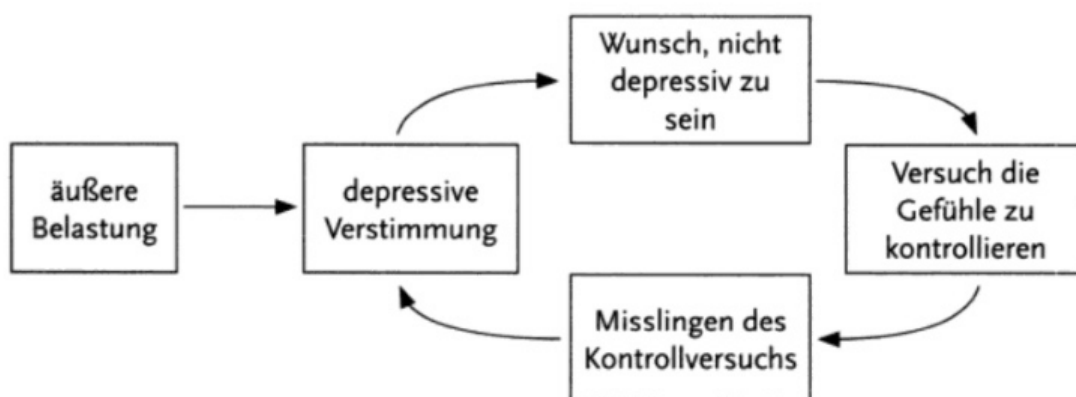 äußere
Belastung
depressive
Verstimmung
Wunsch, nicht
depressiv zu
sein
Versuch die
Gefühle zu
kontrollieren
Misslingen des
Kontrollversuchs